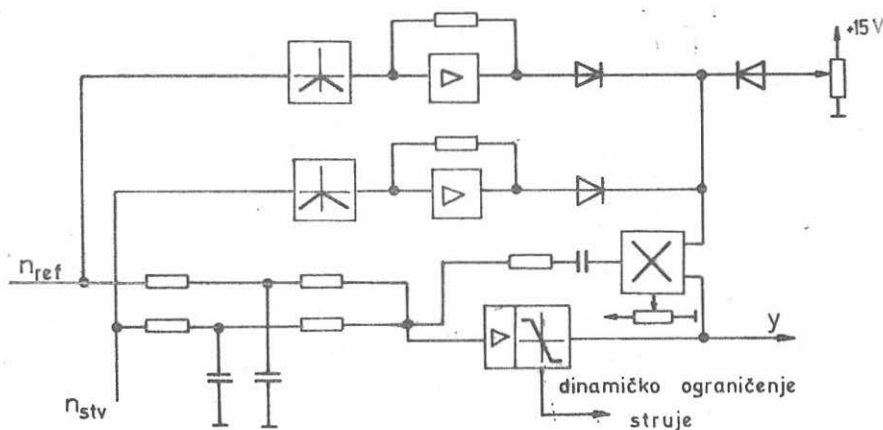 +15 V
n_ref
n_stv
y
dinamičko ograničenje
struje